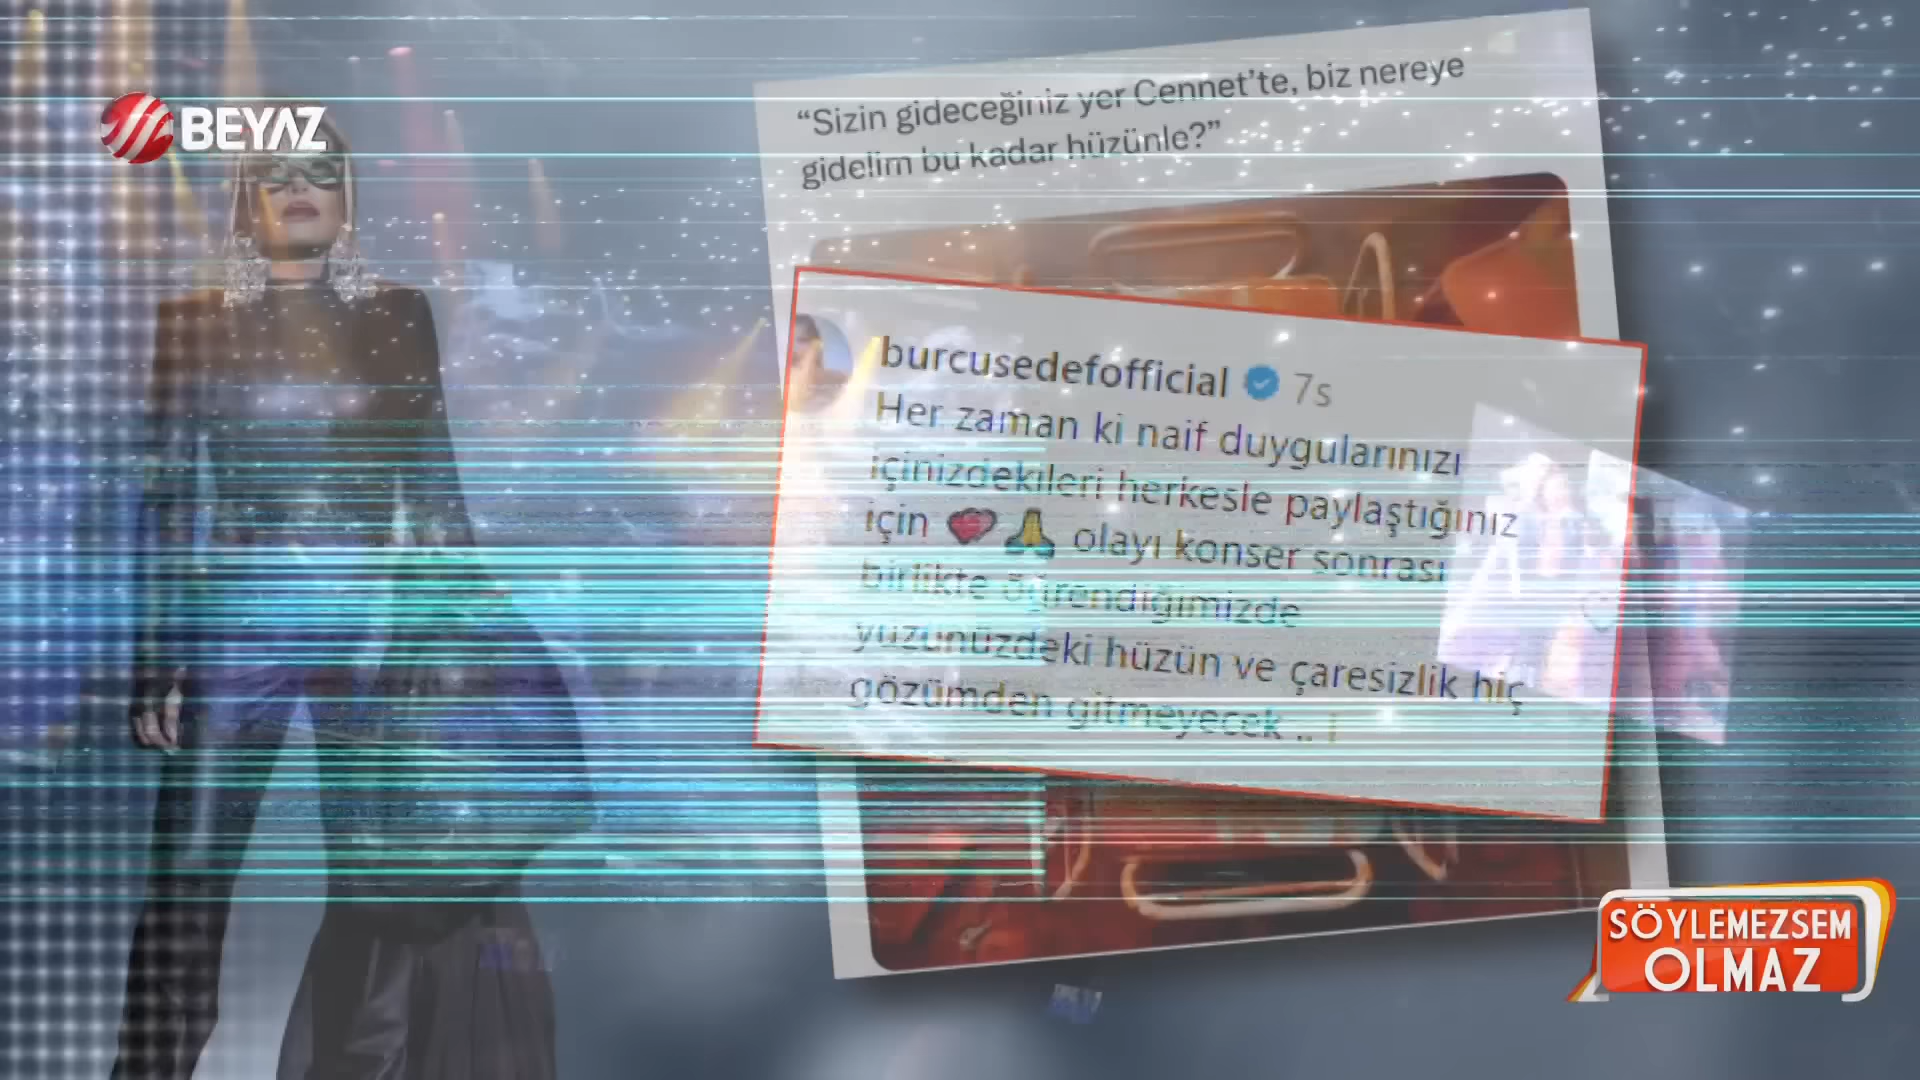 BEYAZ
“Sizin gideceğiniz yer Cennet’te, biz nereye
gidelim bu kadar hüzünle?”
burcusedefofficial 7s
Her zaman ki naif duygularınızı
içinizdekileri herkesle paylaştığınız
için ❤️🙏 olayı konser sonrası
birlikte öğrendiğimizde
yüzünüzdeki hüzün ve çaresizlik hiç
gözümden gitmeyecek ..
SÖYLEMEZSEM
OLMAZ